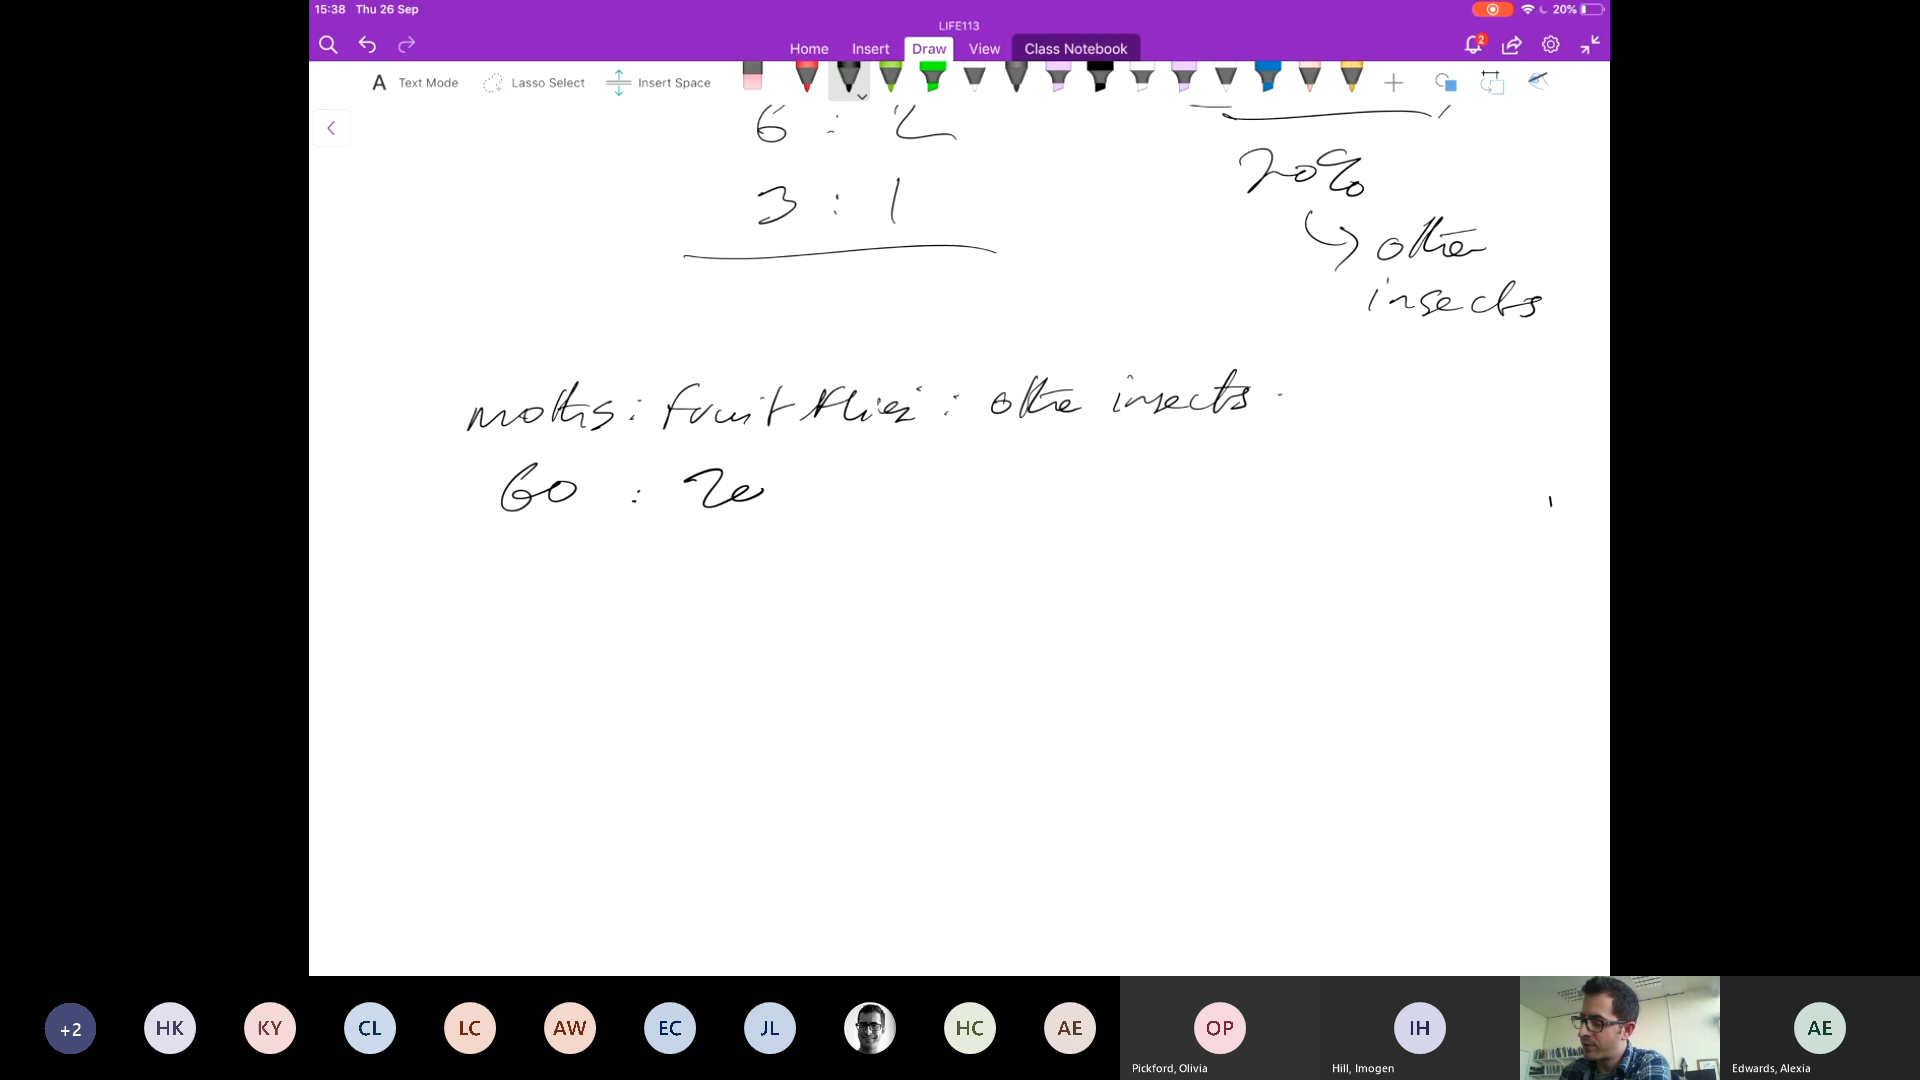 15:38 Thu 26 Sep
20%
LIFE113
2
Home Insert Draw View Class Notebook
A Text Mode Lasso Select Insert Space
6 : 2
20%
3 : 1
other
insects
moths : fruit flies : other insects
60 : 20
+2 HK KY CL LC AW EC JL HC AE OP IH AE
Pickford, Olivia Hill, Imogen Edwards, Alexia